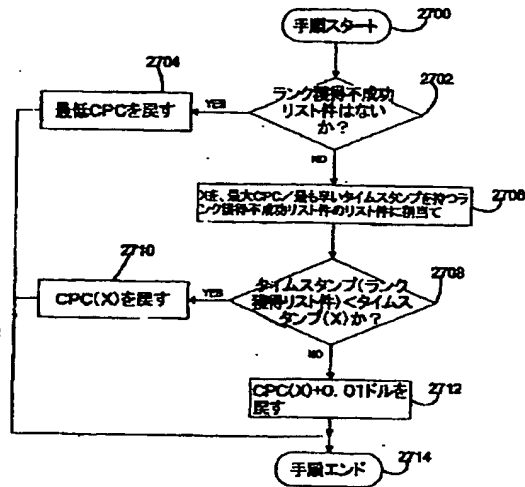 2700
手順スタート
2704
2702
ランク獲得不成功
リスト件はない
か?
YES
最低CPCを戻す
NO
2706
Xを、最大CPC/最も早いタイムスタンプを持つラ
ンク獲得不成功リスト件のリスト件に割当て
2710
2708
タイムスタンプ(ランク
獲得リスト件)<タイムス
タンプ(X)か?
YES
CPC(X)を戻す
NO
CPC(X)+0.01ドルを
戻す
2712
手順エンド
2714